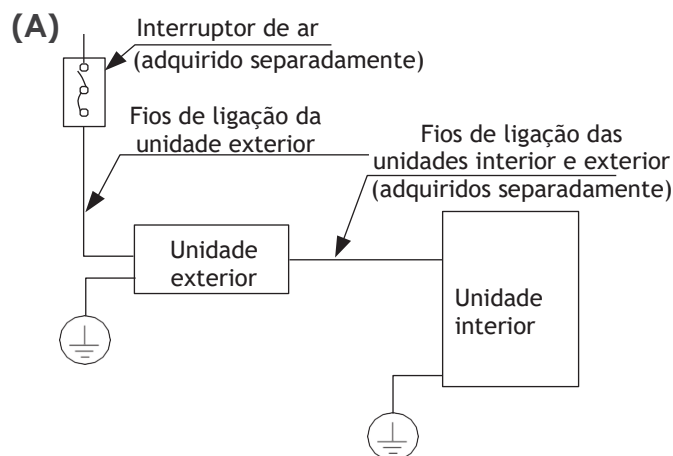 (A)
Interruptor de ar
(adquirido separadamente)
Fios de ligação da
unidade exterior
Fios de ligação das
unidades interior e exterior
(adquiridos separadamente)
Unidade
exterior
Unidade
interior